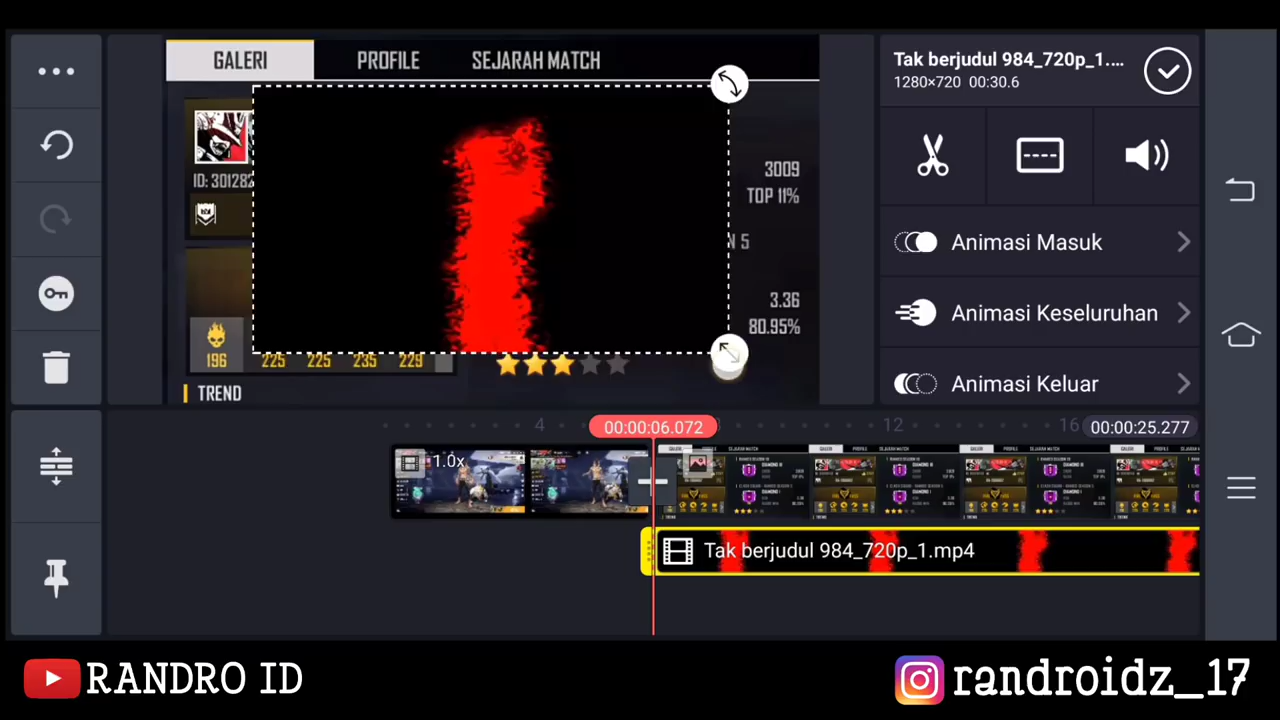 GALERI PROFILE SEJARAH MATCH
ID: 301282
3009
TOP 11%
N 5
3.36
80.95%
196 225 225 235 229
TREND
Tak berjudul 984_720p_1....
1280×720 00:30.6
Animasi Masuk
Animasi Keseluruhan
Animasi Keluar
4 12 16
00:00:06.072
00:00:25.277
1.0x
Tak berjudul 984_720p_1.mp4
RANDRO ID
randroidz_17